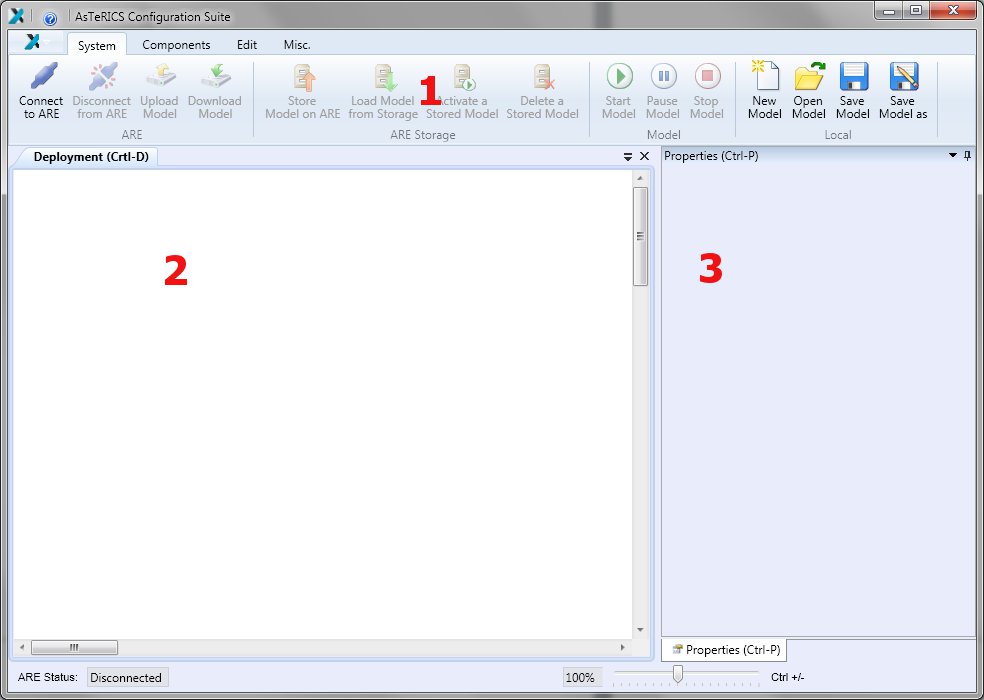 AsTeRICS Configuration Suite
System Components Edit Misc.
Connect to ARE
Disconnect from ARE
Upload Model
Download Model
Store Model on ARE
Load Model from Storage
1
Activate a Stored Model
Delete a Stored Model
Start Model
Pause Model
Stop Model
New Model
Open Model
Save Model
Save Model as
ARE
ARE Storage
Model
Local
Deployment (Crtl-D)
Properties (Ctrl-P)
2
3
Properties (Ctrl-P)
ARE Status: Disconnected
100%
Ctrl +/-